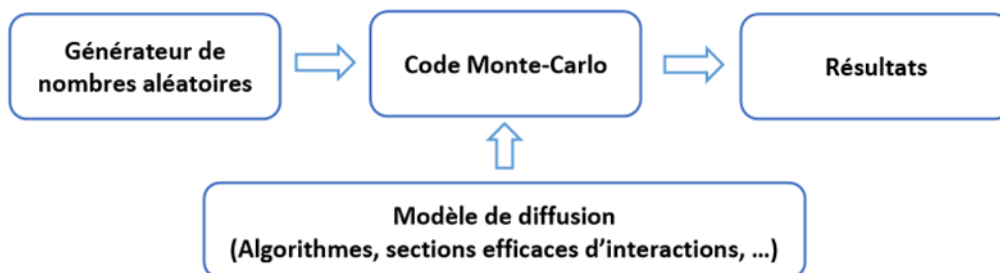 Générateur de
nombres aléatoires
Code Monte-Carlo
Résultats
Modèle de diffusion
(Algorithmes, sections efficaces d’interactions, …)